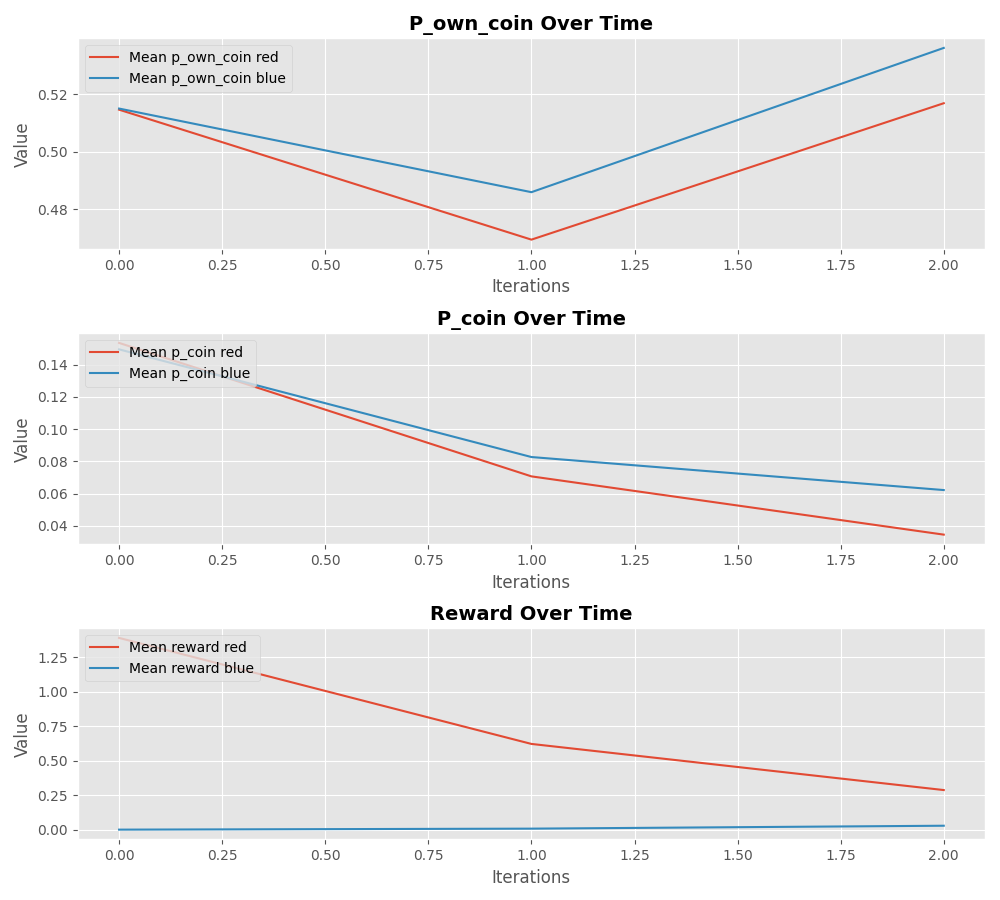 P_own_coin Over Time
Mean p_own_coin red
Mean p_own_coin blue
Value
0.52
0.50
0.48
0.00 0.25 0.50 0.75 1.00 1.25 1.50 1.75 2.00
Iterations
P_coin Over Time
Mean p_coin red
Mean p_coin blue
Value
0.14
0.12
0.10
0.08
0.06
0.04
0.00 0.25 0.50 0.75 1.00 1.25 1.50 1.75 2.00
Iterations
Reward Over Time
Mean reward red
Mean reward blue
Value
1.25
1.00
0.75
0.50
0.25
0.00
0.00 0.25 0.50 0.75 1.00 1.25 1.50 1.75 2.00
Iterations